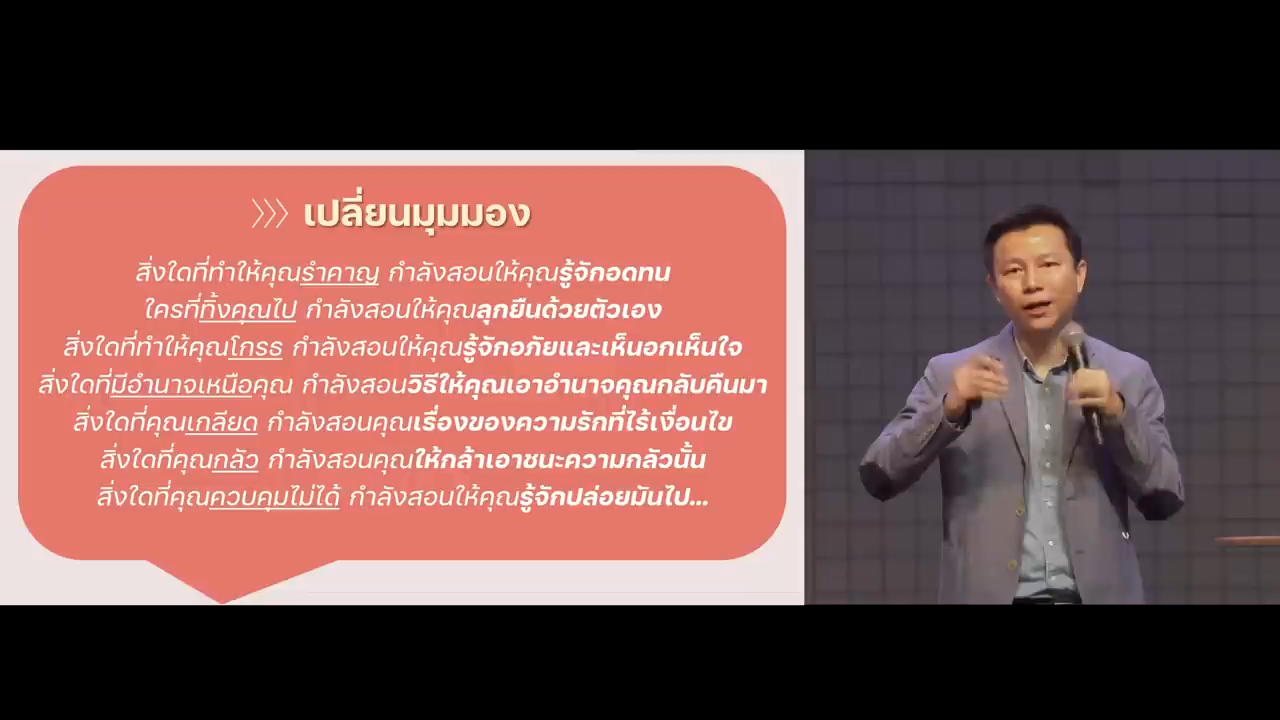 เปลี่ยนมุมมอง
สิ่งใดที่ทำให้คุณรำคาญ กำลังสอนให้คุณรู้จักอดทน
ใครที่ทิ้งคุณไป กำลังสอนให้คุณลุกยืนด้วยตัวเอง
สิ่งใดที่ทำให้คุณโกรธ กำลังสอนให้คุณรู้จักอภัยและเห็นอกเห็นใจ
สิ่งใดที่มีอำนาจเหนือคุณ กำลังสอนวิธีให้คุณเอาอำนาจคุณกลับคืนมา
สิ่งใดที่คุณเกลียด กำลังสอนคุณเรื่องของความรักที่ไร้เงื่อนไข
สิ่งใดที่คุณกลัว กำลังสอนคุณให้กล้าเอาชนะความกลัวนั้น
สิ่งใดที่คุณควบคุมไม่ได้ กำลังสอนให้คุณรู้จักปล่อยมันไป...